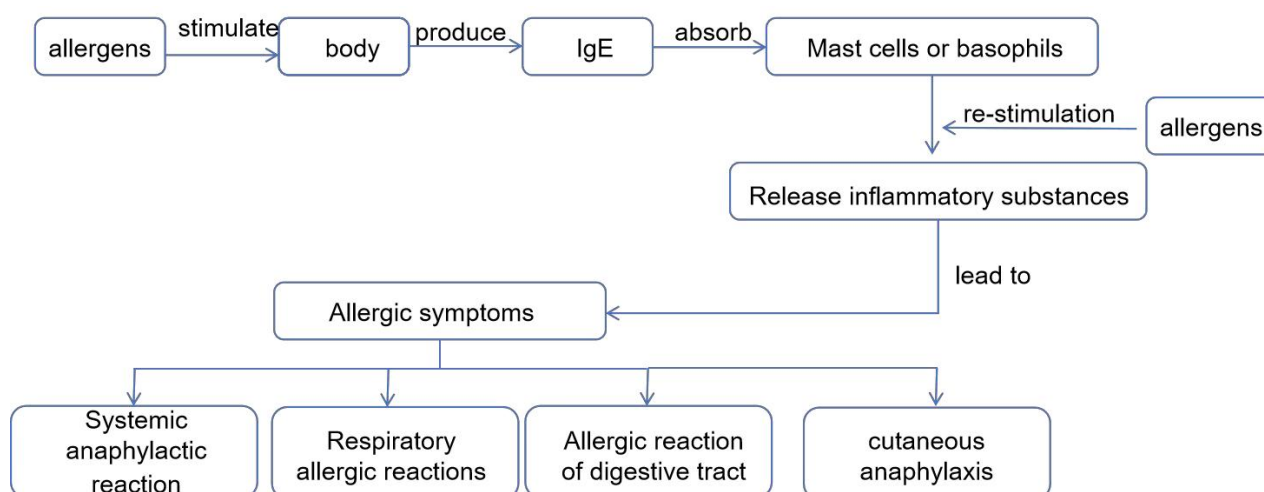 allergens
stimulate
body
produce
IgE
absorb
Mast cells or basophils
re-stimulation
allergens
Release inflammatory substances
lead to
Allergic symptoms
Systemic
anaphylactic
reaction
Respiratory
allergic reactions
Allergic reaction
of digestive tract
cutaneous
anaphylaxis